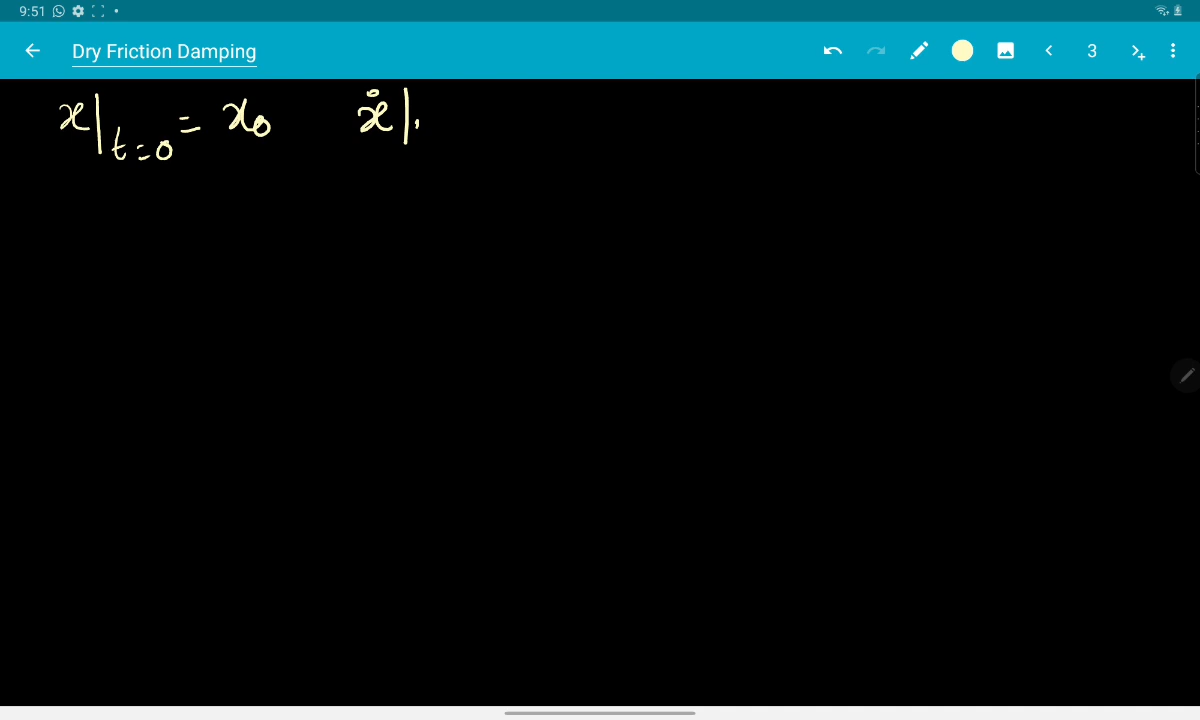 9:51
Dry Friction Damping
3
x|t=0 = x0 ẋ|